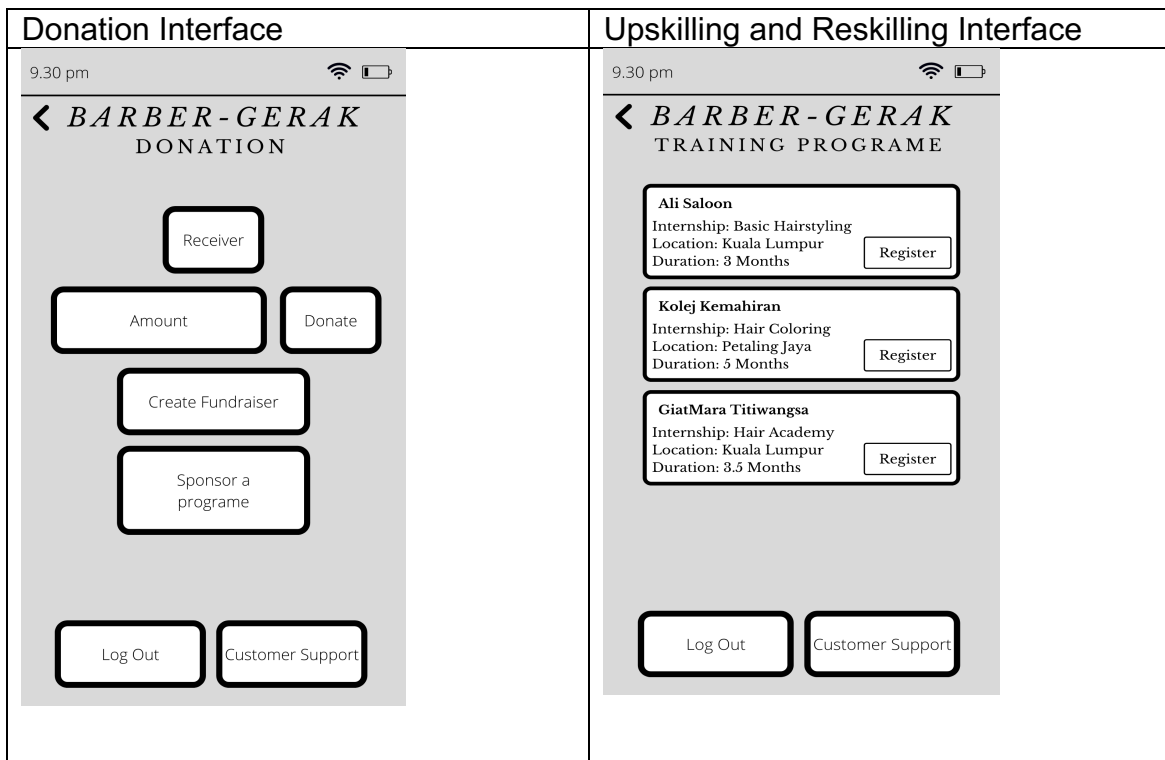 Donation Interface
9.30 pm
BARBER-GERAK
DONATION
Receiver
Amount
Donate
Create Fundraiser
Sponsor a
programe
Log Out
Customer Support
Upskilling and Reskilling Interface
9.30 pm
BARBER-GERAK
TRAINING PROGRAME
Ali Saloon
Internship: Basic Hairstyling
Location: Kuala Lumpur
Duration: 3 Months
Register
Kolej Kemahiran
Internship: Hair Coloring
Location: Petaling Jaya
Duration: 5 Months
Register
GiatMara Titiwangsa
Internship: Hair Academy
Location: Kuala Lumpur
Duration: 3.5 Months
Register
Log Out
Customer Support